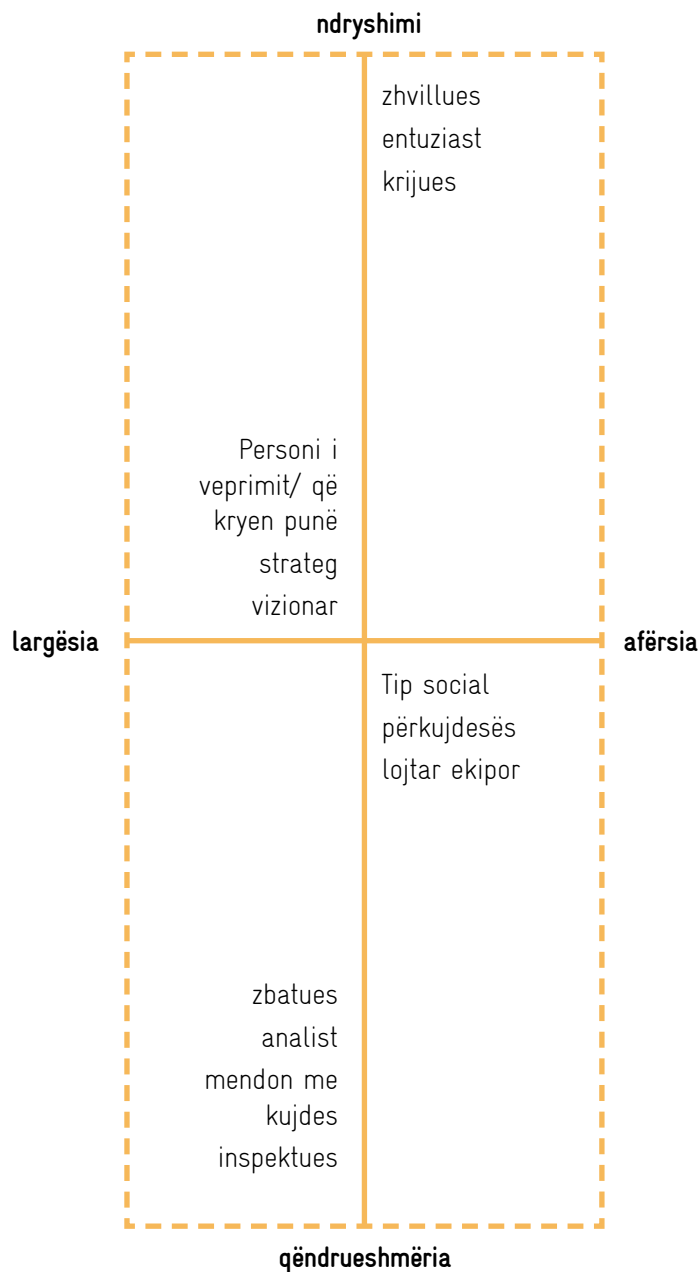 ndryshimi
zhvillues
entuziast
krijues
Personi i
veprimit/ që
kryen punë
strateg
vizionar
largësia
afërsia
Tip social
përkujdesës
lojtar ekipor
zbatues
analist
mendon me
kujdes
inspektues
qëndrueshmëria